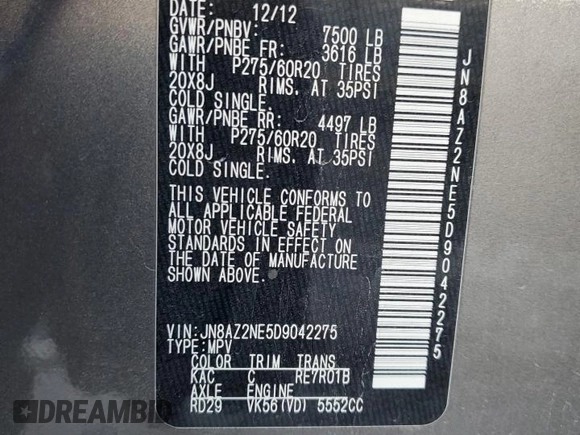 DATE: 12/12
GVWR/PNBV: 7500 LB
GAWR/PNBE FR: 3616 LB
WITH P275/60R20 TIRES
20X8J RIMS, AT 35PSI
COLD SINGLE.
GAWR/PNBE RR: 4497 LB
WITH P275/60R20 TIRES
20X8J RIMS, AT 35PSI
COLD SINGLE.
THIS VEHICLE CONFORMS TO
ALL APPLICABLE FEDERAL
MOTOR VEHICLE SAFETY
STANDARDS IN EFFECT ON
THE DATE OF MANUFACTURE
SHOWN ABOVE.
VIN:JN8AZ2NE5D9042275
TYPE:MPV
COLOR TRIM TRANS
KAC C RE7R01B
AXLE ENGINE
RD29 VK56(VD) 5552CC
JN8AZ2NE5D9042275
DREAMBID